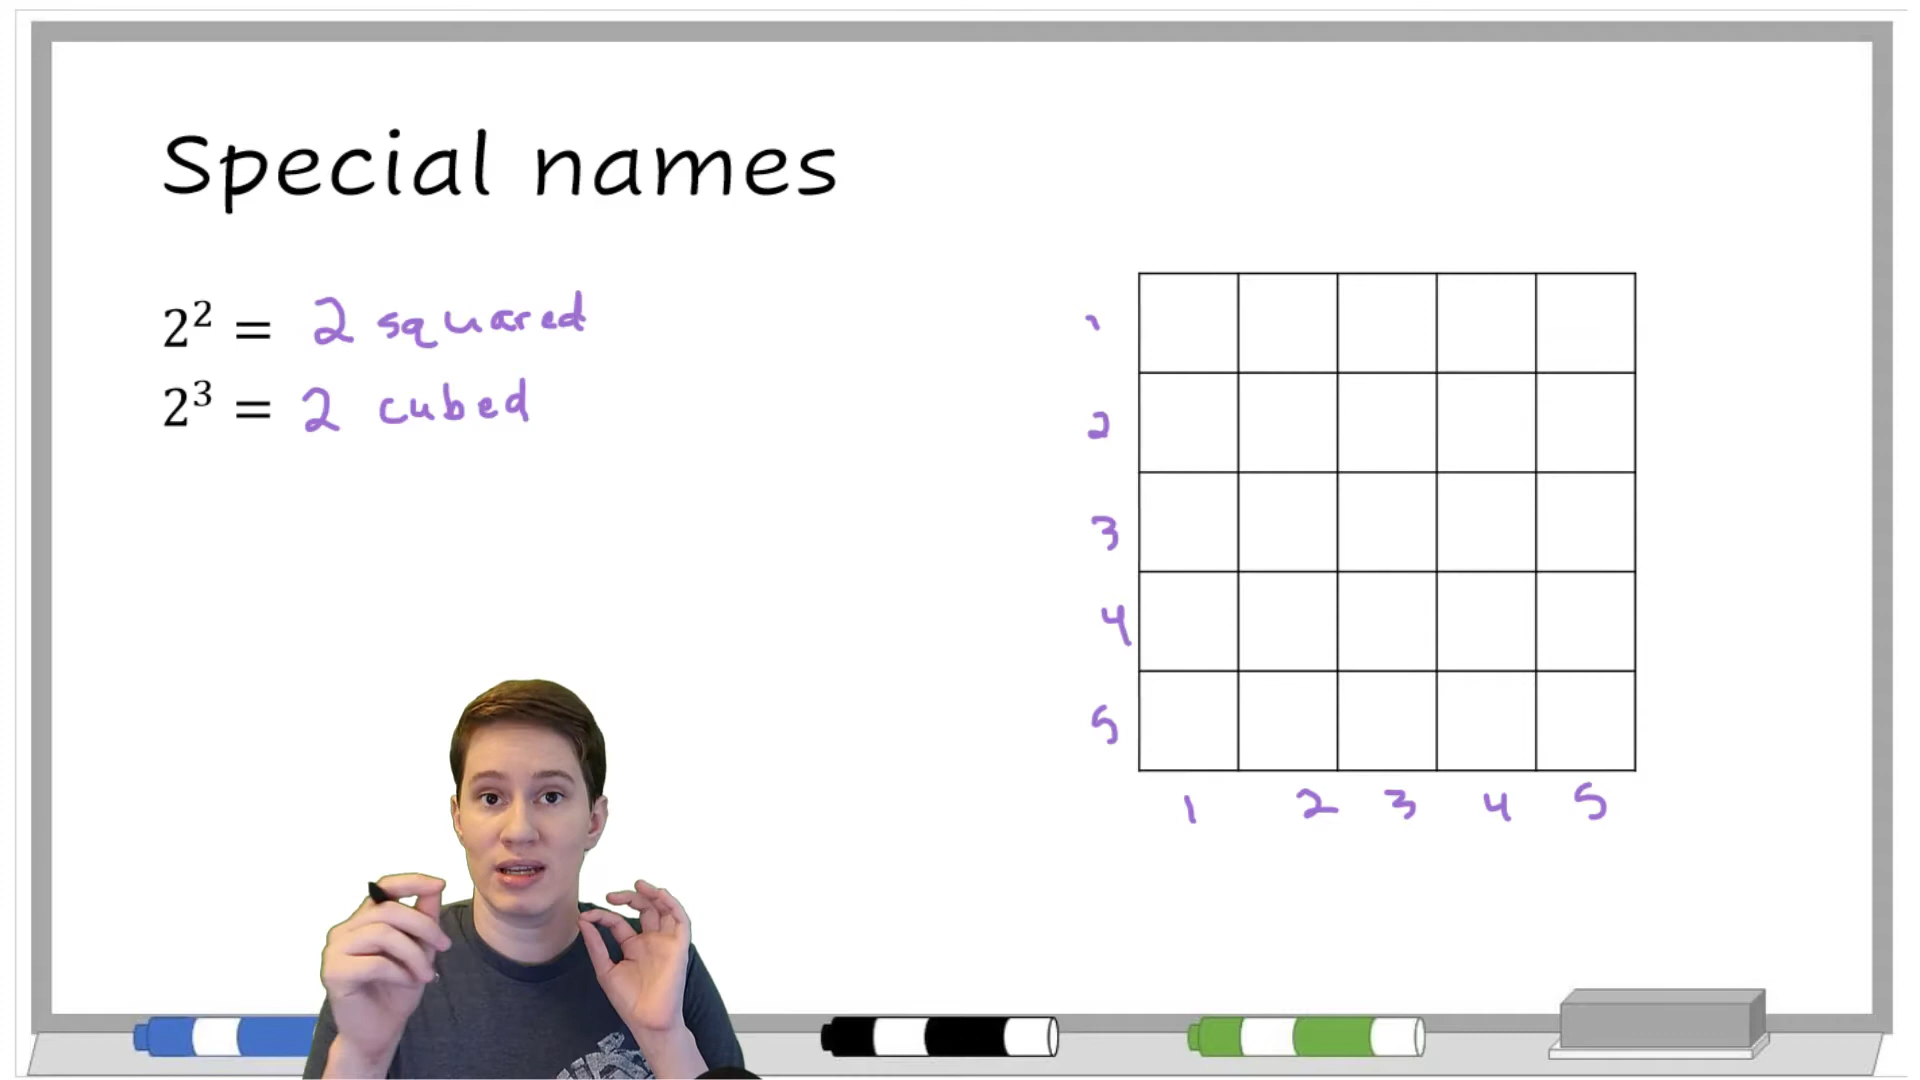 Special names
2² = 2 squared
2³ = 2 cubed
1
2
3
4
5
1 2 3 4 5